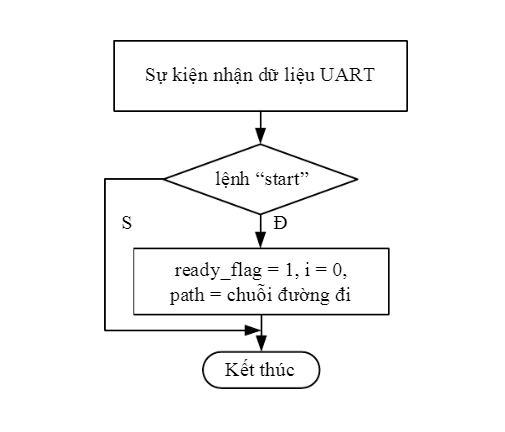 Sự kiện nhận dữ liệu UART
lệnh “start”
S
Đ
ready_flag = 1, i = 0,
path = chuỗi đường đi
Kết thúc